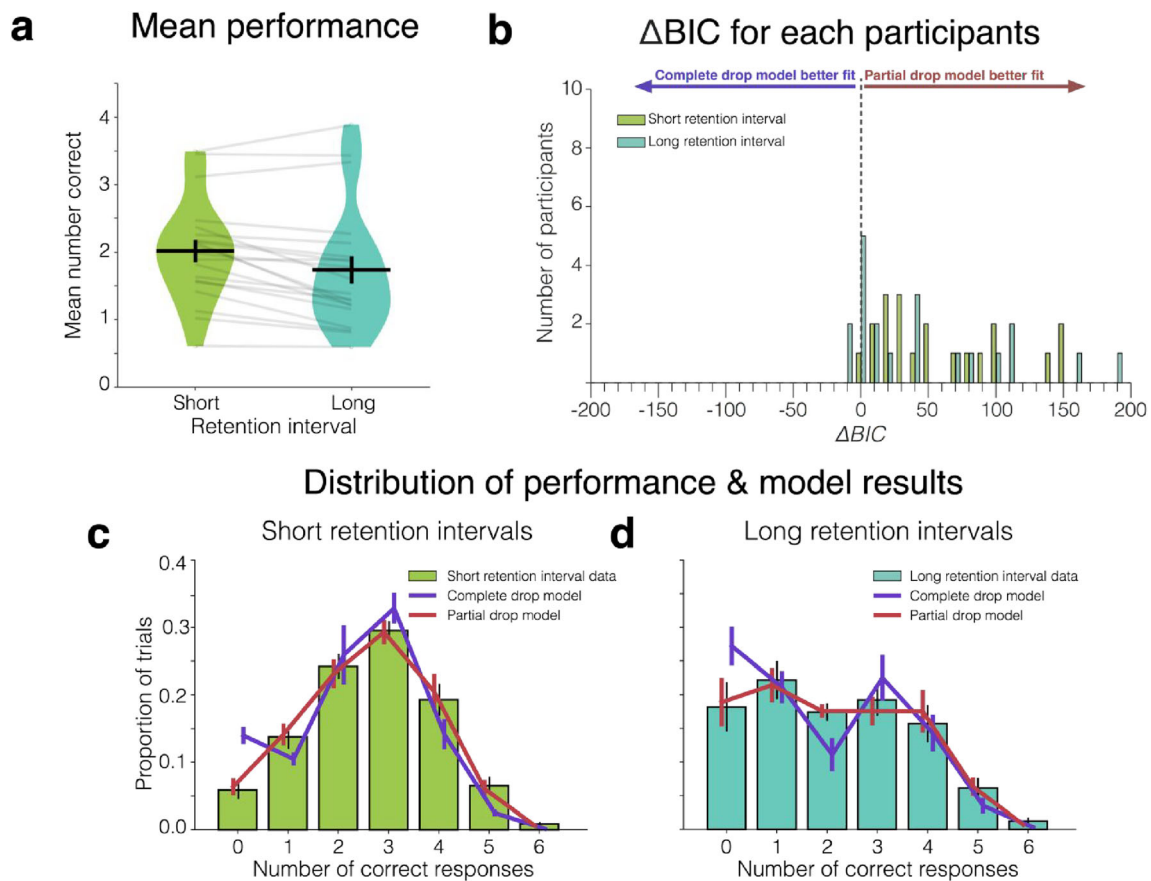 a
Mean performance
Mean number correct
4
3
2
1
0
Short
Long
Retention interval
b
ΔBIC for each participants
Complete drop model better fit
Partial drop model better fit
Short retention interval
Long retention interval
Number of participants
10
8
6
4
2
-200
-150
-100
-50
0
50
100
150
200
ΔBIC
Distribution of performance & model results
c
Short retention intervals
Short retention interval data
Complete drop model
Partial drop model
Proportion of trials
0.4
0.3
0.2
0.1
0.0
0
1
2
3
4
5
6
Number of correct responses
d
Long retention intervals
Long retention interval data
Complete drop model
Partial drop model
0
1
2
3
4
5
6
Number of correct responses